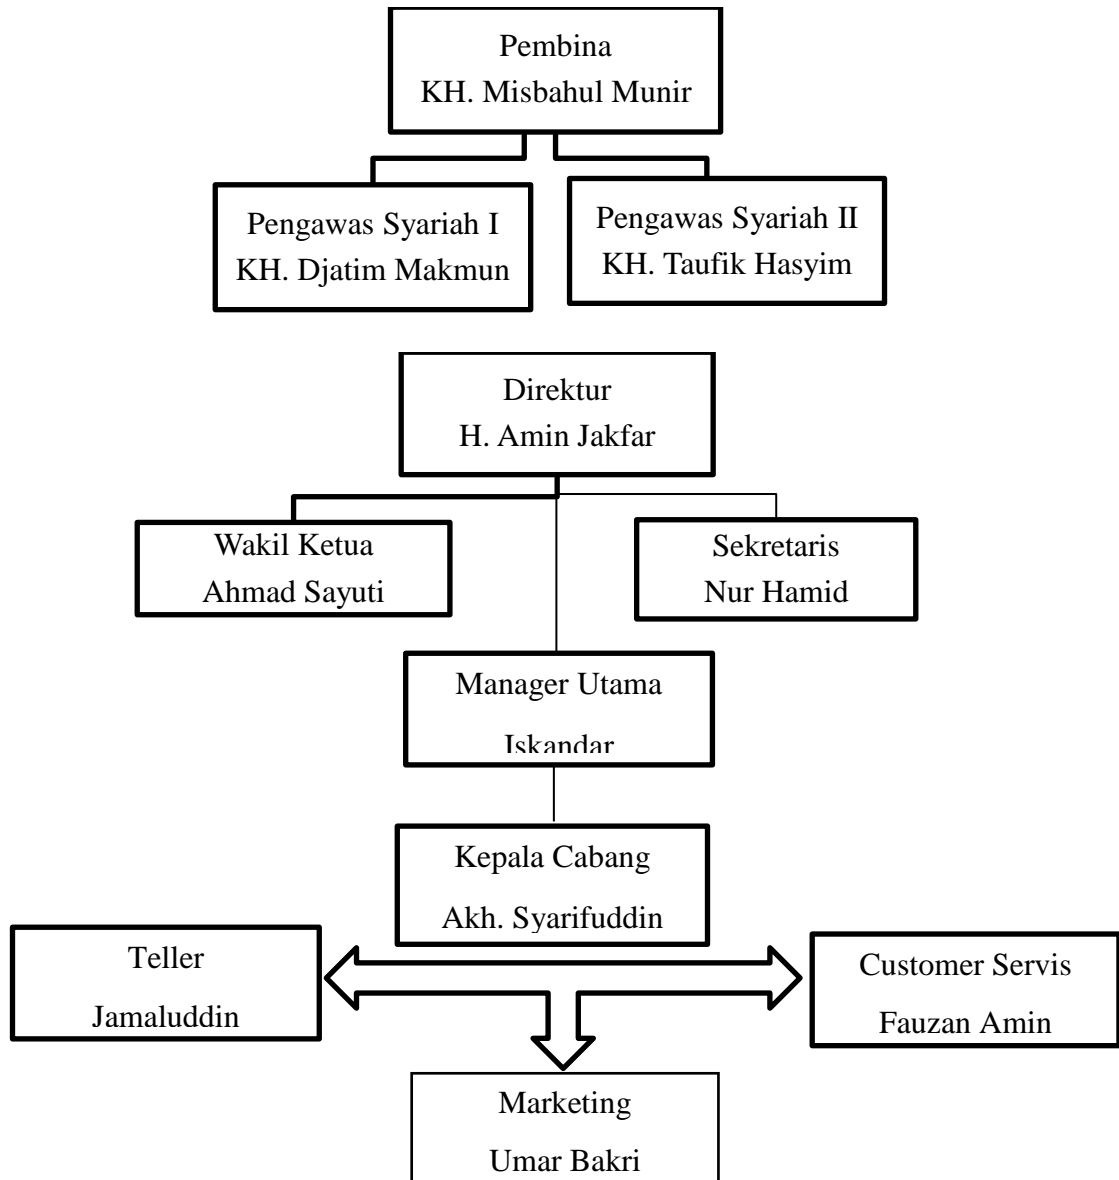 Pembina
KH. Misbahul Munir
Pengawas Syariah I
KH. Djatim Makmun
Pengawas Syariah II
KH. Taufik Hasyim
Direktur
H. Amin Jakfar
Wakil Ketua
Ahmad Sayuti
Sekretaris
Nur Hamid
Manager Utama
Iskandar
Kepala Cabang
Akh. Syarifuddin
Teller
Jamaluddin
Customer Servis
Fauzan Amin
Marketing
Umar Bakri